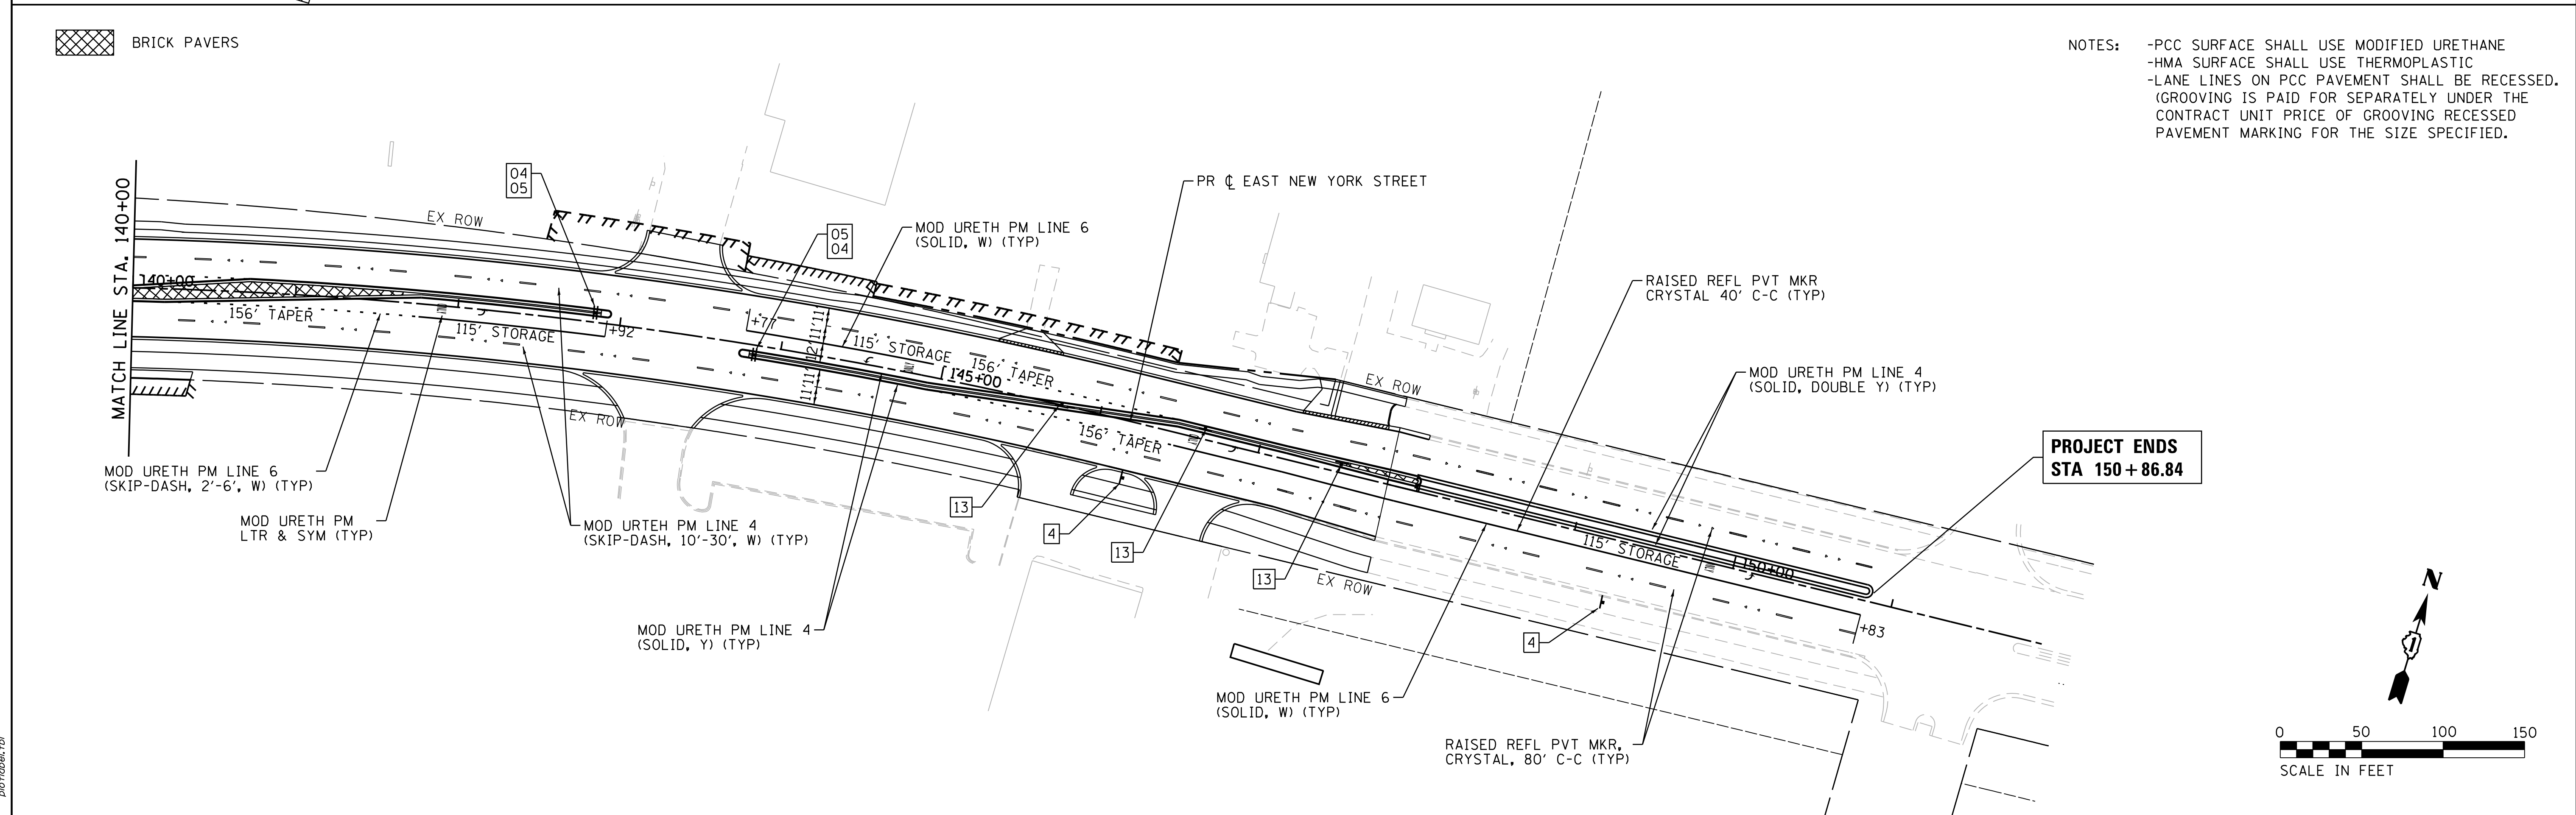 BRICK PAVERS
NOTES: -PCC SURFACE SHALL USE MODIFIED URETHANE
-HMA SURFACE SHALL USE THERMOPLASTIC
-LANE LINES ON PCC PAVEMENT SHALL BE RECESSED.
(GROOVING IS PAID FOR SEPARATELY UNDER THE
CONTRACT UNIT PRICE OF GROOVING RECESSED
PAVEMENT MARKING FOR THE SIZE SPECIFIED.
MATCH LINE STA. 140+00
04
05
EX ROW
05
04
MOD URETH PM LINE 6
(SOLID, W) (TYP)
PR ℄ EAST NEW YORK STREET
RAISED REFL PVT MKR
CRYSTAL 40' C-C (TYP)
MOD URETH PM LINE 4
(SOLID, DOUBLE Y) (TYP)
PROJECT ENDS
STA 150+86.84
140+00
156' TAPER
115' STORAGE
+92
+77
11'
11'
12'
11'
11'
115' STORAGE
156' TAPER
145+00
EX ROW
EX ROW
156' TAPER
115' STORAGE
150+00
+83
EX ROW
MOD URETH PM LINE 6
(SKIP-DASH, 2'-6', W) (TYP)
MOD URETH PM
LTR & SYM (TYP)
MOD URTEH PM LINE 4
(SKIP-DASH, 10'-30', W) (TYP)
MOD URETH PM LINE 4
(SOLID, Y) (TYP)
13
4
13
13
4
MOD URETH PM LINE 6
(SOLID, W) (TYP)
RAISED REFL PVT MKR,
CRYSTAL, 80' C-C (TYP)
N
0 50 100 150
SCALE IN FEET